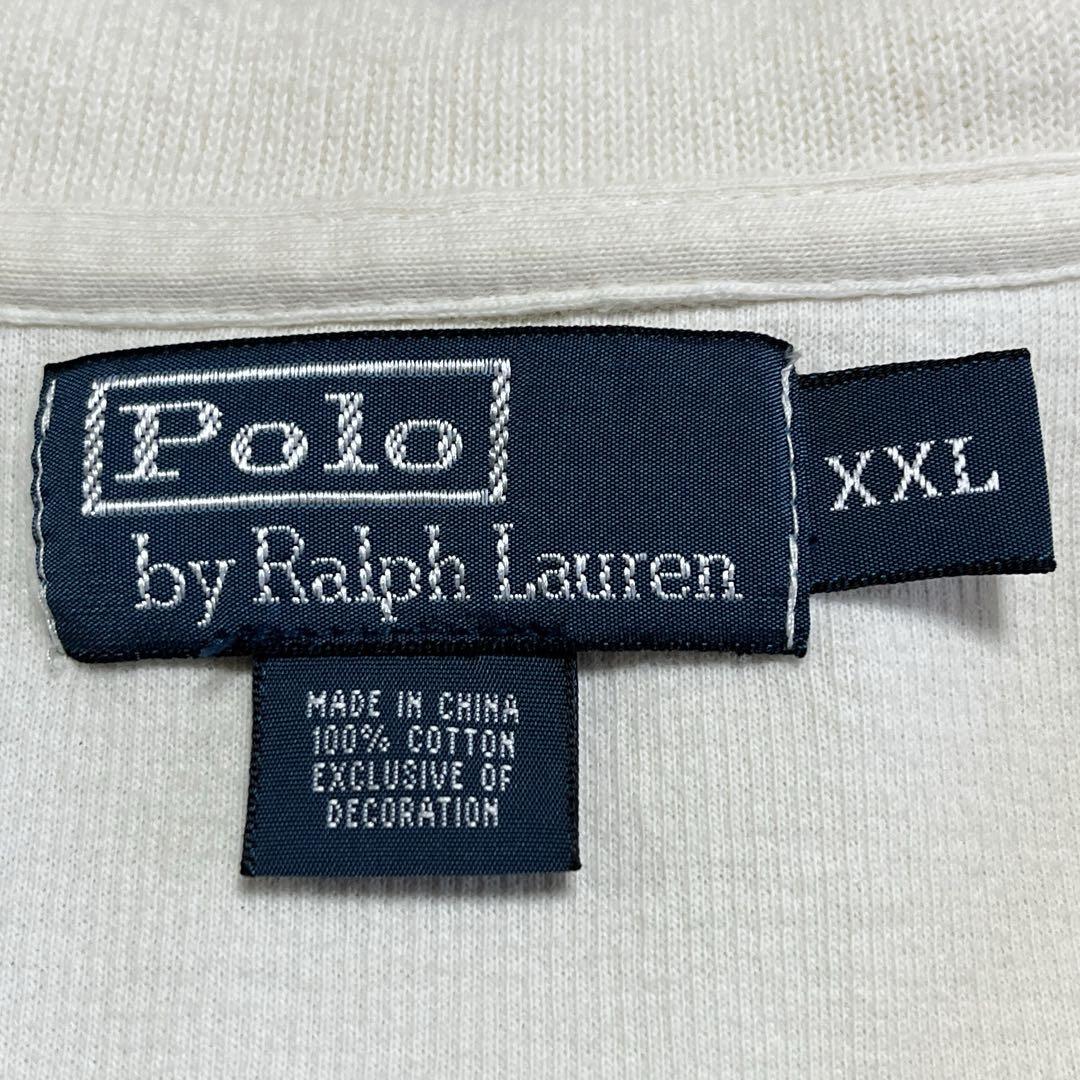 Polo
by Ralph Lauren
XXL
MADE IN CHINA
100% COTTON
EXCLUSIVE OF
DECORATION